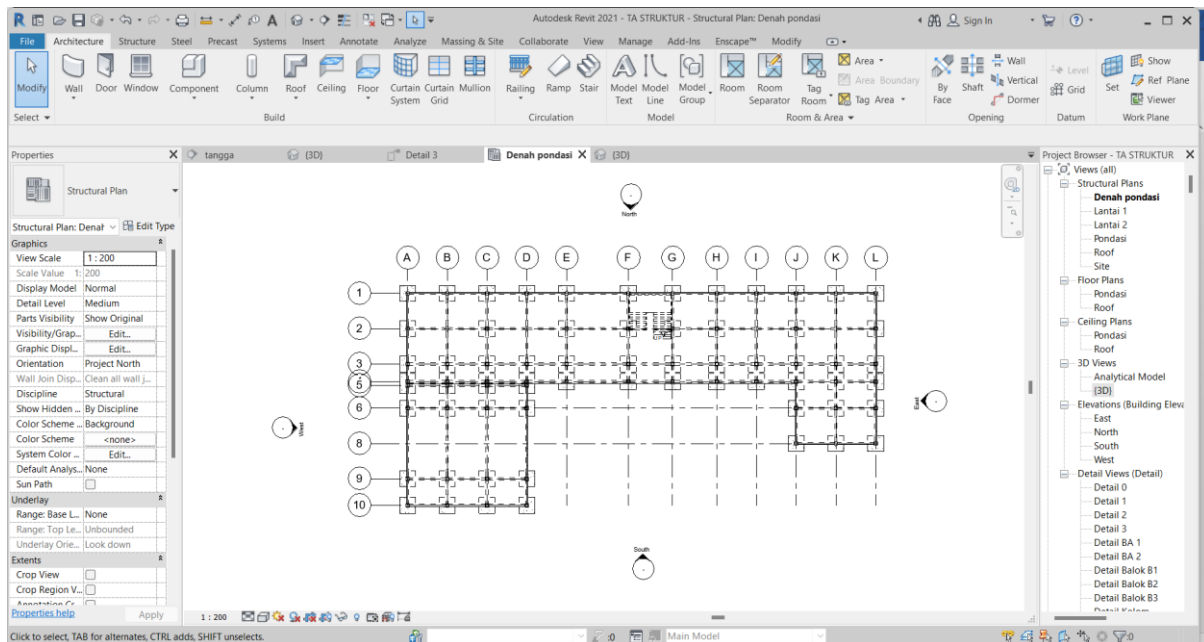 Autodesk Revit 2021 - TA STRUKTUR - Structural Plan: Denah pondasi
Sign In
File Architecture Structure Steel Precast Systems Insert Annotate Analyze Massing & Site Collaborate View Manage Add-Ins Enscape™ Modify
Modify Wall Door Window Component Column Roof Ceiling Floor Curtain System Curtain Grid Mullion Railing Ramp Stair Model Text Model Line Model Group Room Room Separator Tag Room
Area
Area Boundary
Tag Area
By Face Shaft
Wall
Vertical
Dormer
Level
Grid
Set
Show
Ref Plane
Viewer
Select Build Circulation Model Room & Area Opening Datum Work Plane
Properties
tangga {3D} Detail 3 Denah pondasi {3D}
Structural Plan
Structural Plan: Denah Edit Type
Graphics
View Scale 1 : 200
Scale Value 1: 200
Display Model Normal
Detail Level Medium
Parts Visibility Show Original
Visibility/Grap... Edit...
Graphic Displ... Edit...
Orientation Project North
Wall Join Disp... Clean all wall j...
Discipline Structural
Show Hidden ... By Discipline
Color Scheme ... Background
Color Scheme <none>
System Color ... Edit...
Default Analys... None
Sun Path
Underlay
Range: Base L... None
Range: Top Le... Unbounded
Underlay Orie... Look down
Extents
Crop View
Crop Region V...
Annotation Cr...
Properties help Apply
North
A B C D E F G H I J K L
1
2
3
5
6
8
9
10
UP
West
East
South
Project Browser - TA STRUKTUR
Views (all)
Structural Plans
Denah pondasi
Lantai 1
Lantai 2
Pondasi
Roof
Site
Floor Plans
Pondasi
Roof
Ceiling Plans
Pondasi
Roof
3D Views
Analytical Model
{3D}
Elevations (Building Eleva
East
North
South
West
Detail Views (Detail)
Detail 0
Detail 1
Detail 2
Detail 3
Detail BA 1
Detail BA 2
Detail Balok B1
Detail Balok B2
Detail Balok B3
Detail Kolom
1 : 200
Click to select, TAB for alternates, CTRL adds, SHIFT unselects.
:0 Main Model
:0